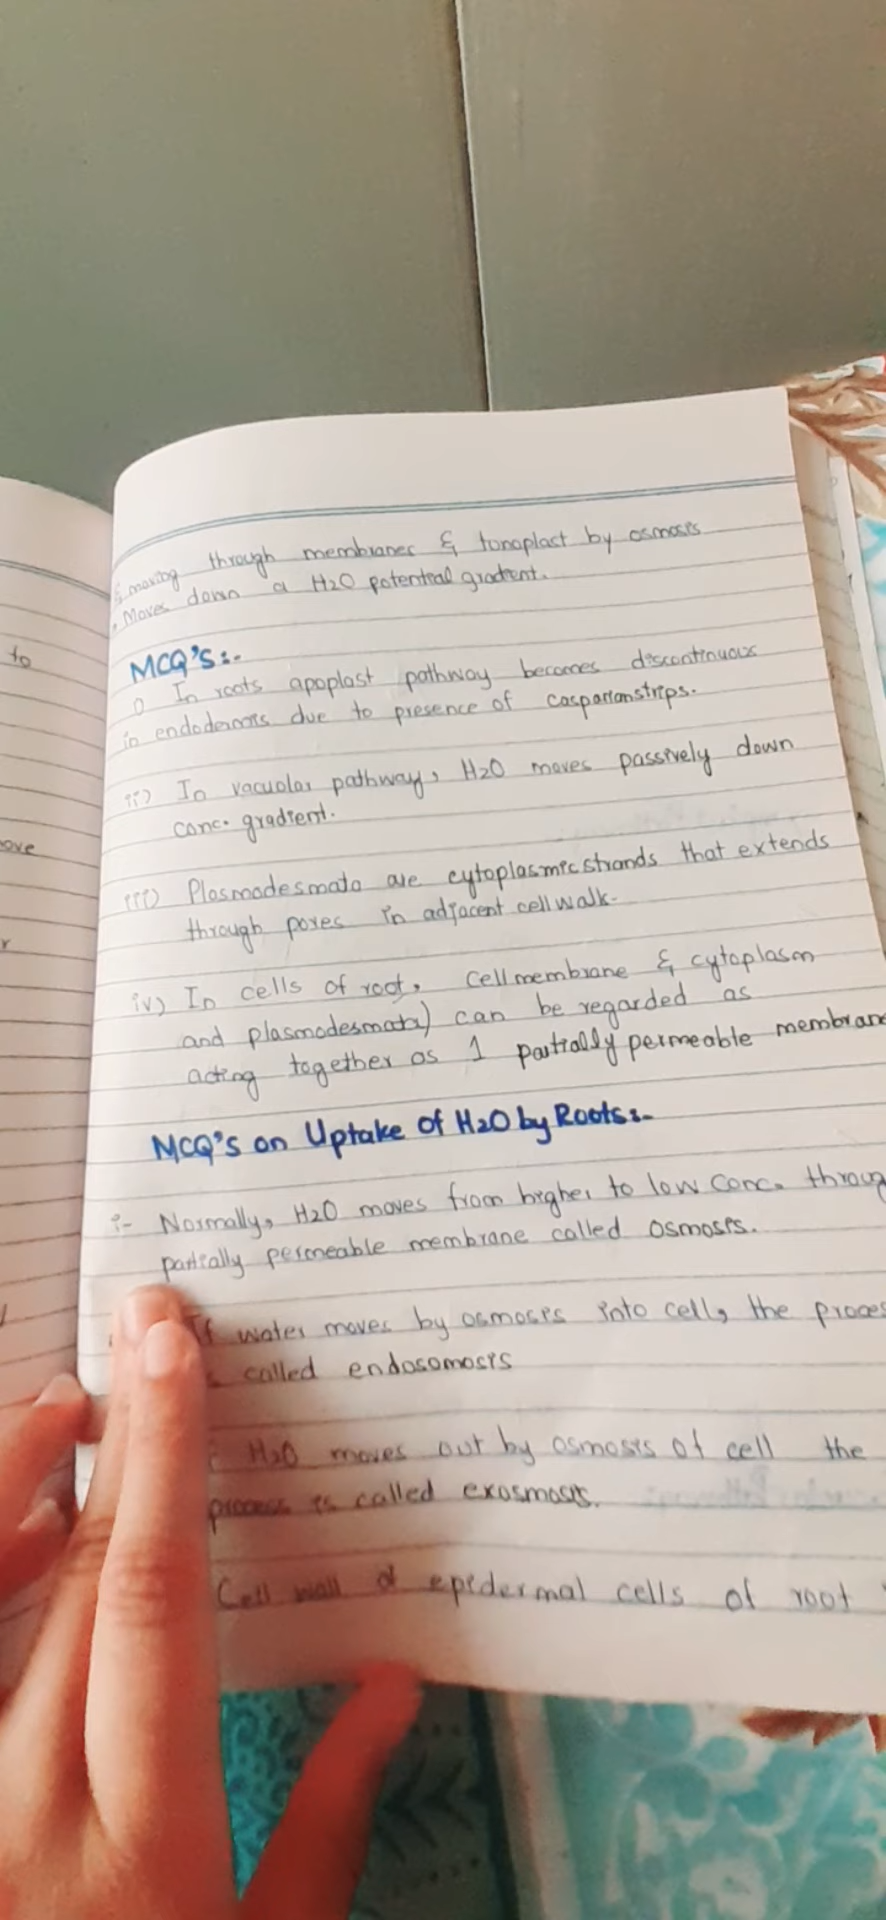 & moving through membranes & tonoplast by osmosis
Moves down a H2O potential gradient.
to
MCQ's:-
i) In roots apoplast pathway becomes discontinuous
in endodermis due to presence of casparianstrips.
ii) In vacuolar pathway, H2O moves passively down
conc. gradient.
ove
iii) Plasmodesmata are cytoplasmic strands that extends
through pores in adjacent cell walls.
r
iv) In cells of root, cell membrane & cytoplasm
and plasmodesmata) can be regarded as
acting together as 1 partially permeable membrane
MCQ's on Uptake of H2O by Roots:-
i- Normally, H2O moves from higher to low conc. throug
partially permeable membrane called osmosis.
If water moves by osmosis into cell, the proces
called endosomosis
H2O moves out by osmosis of cell the
process is called exosmosis.
Cell wall of epidermal cells of root